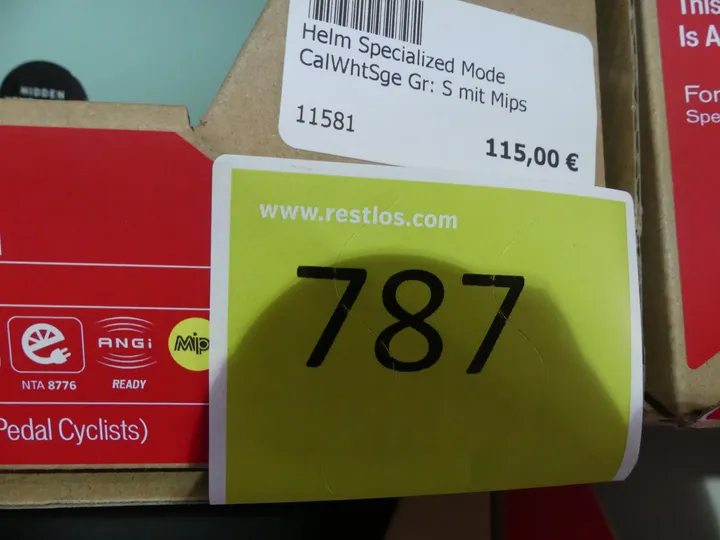 HIDDEN
Helm Specialized Mode
CalWhtSge Gr: S mit Mips
11581
115,00 €
This
Is A
For
Spe
www.restlos.com
787
ANGi
Mip
NTA 8776
READY
Pedal Cyclists)